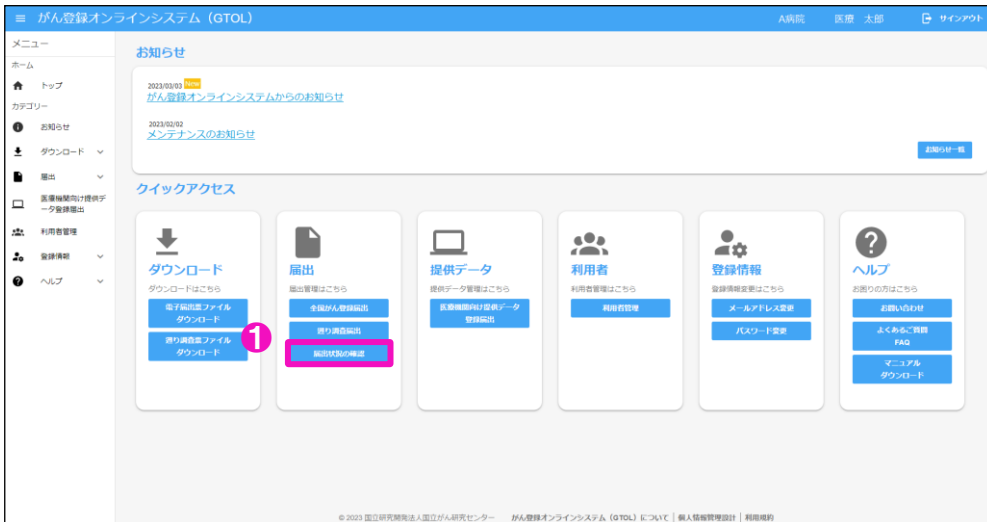 がん登録オンラインシステム（GTOL）
A病院
医療 太郎
サインアウト
メニュー
ホーム
トップ
カテゴリー
お知らせ
ダウンロード
届出
医療機関向け提供デ
ータ登録届出
利用者管理
登録情報
ヘルプ
お知らせ
2023/03/03 New
がん登録オンラインシステムからのお知らせ
2023/02/02
メンテナンスのお知らせ
お知らせ一覧
クイックアクセス
ダウンロード
ダウンロードはこちら
電子届出票ファイル
ダウンロード
遡り調査票ファイル
ダウンロード
1
届出
届出管理はこちら
全国がん登録届出
遡り調査届出
届出状況の確認
提供データ
提供データ管理はこちら
医療機関向け提供データ
登録届出
利用者
利用者管理はこちら
利用者管理
登録情報
登録情報変更はこちら
メールアドレス変更
パスワード変更
ヘルプ
お困りの方はこちら
お問い合わせ
よくあるご質問
FAQ
マニュアル
ダウンロード
© 2023 国立研究開発法人国立がん研究センター がん登録オンラインシステム（GTOL）について | 個人情報管理設計 | 利用規約